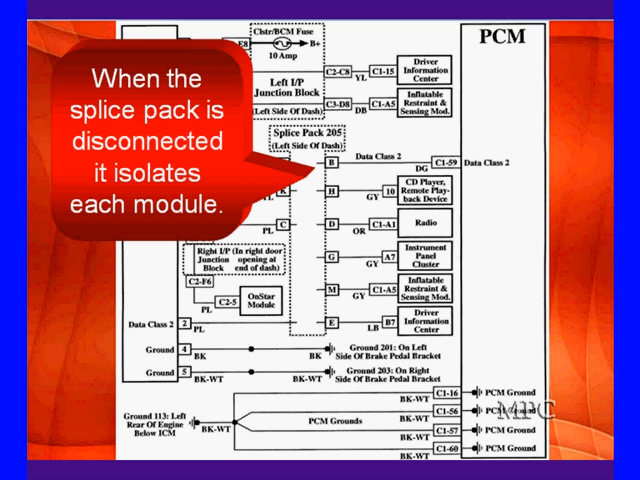 When the
splice pack is
disconnected
it isolates
each module.
E8
Clstr/BCM Fuse
B+
10 Amp
PCM
Left I/P
Junction Block
(Left Side Of Dash)
C2-C8
YL
C1-15
Driver
Information
Center
C3-D8
DB
C1-A5
Inflatable
Restraint &
Sensing Mod.
Splice Pack 205
(Left Side Of Dash)
B
Data Class 2
DG
C1-59
Data Class 2
K
YL
H
GY
10
CD Player,
Remote Play-
back Device
PL
C
D
OR
C1-A1
Radio
Right I/P (In right door
Junction opening at
Block end of dash)
G
GY
A7
Instrument
Panel
Cluster
C2-F6
PL
C2-5
OnStar
Module
M
GY
C1-A5
Inflatable
Restraint &
Sensing Mod.
Data Class 2
2
PL
E
LB
B7
Driver
Information
Center
Ground
4
BK
BK
Ground 201: On Left
Side Of Brake Pedal Bracket
Ground
5
BK-WT
BK-WT
Ground 203: On Right
Side Of Brake Pedal Bracket
Ground 113: Left
Rear Of Engine
Below ICM
BK-WT
PCM Grounds
C1-16
BK-WT
PCM Ground
C1-56
BK-WT
PCM Ground
C1-57
BK-WT
PCM Ground
C1-60
BK-WT
PCM Ground
MPC